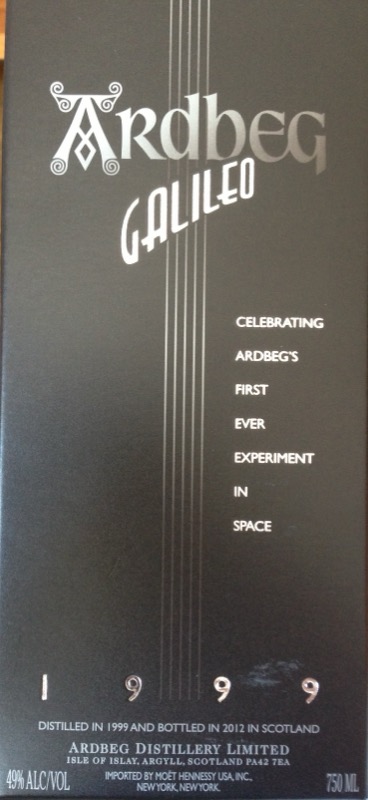 ARDBEG
GALILEO
CELEBRATING
ARDBEG'S
FIRST
EVER
EXPERIMENT
IN
SPACE
1 9 9 9
DISTILLED IN 1999 AND BOTTLED IN 2012 IN SCOTLAND
ARDBEG DISTILLERY LIMITED
ISLE OF ISLAY, ARGYLL, SCOTLAND PA42 7EA
49% ALC/VOL
IMPORTED BY MOËT HENNESSY USA, INC.,
NEW YORK, NEW YORK.
750 ML